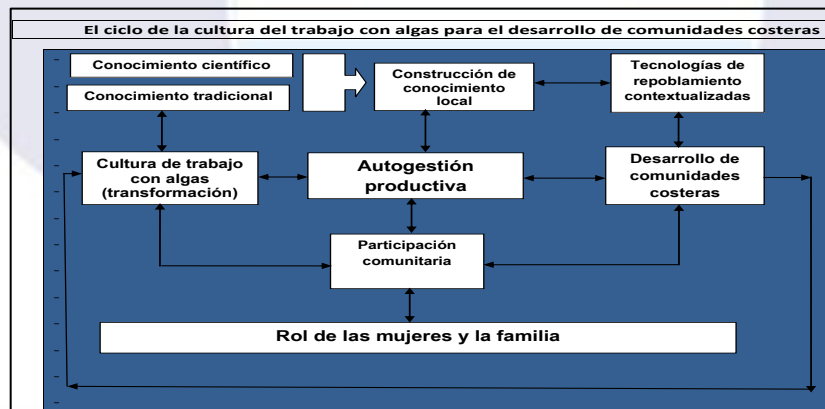 El ciclo de la cultura del trabajo con algas para el desarrollo de comunidades costeras
Conocimiento científico
Conocimiento tradicional
Construcción de
conocimiento
local
Tecnologías de
repoblamiento
contextualizadas
Cultura de trabajo
con algas
(transformación)
Autogestión
productiva
Desarrollo de
comunidades
costeras
Participación
comunitaria
Rol de las mujeres y la familia